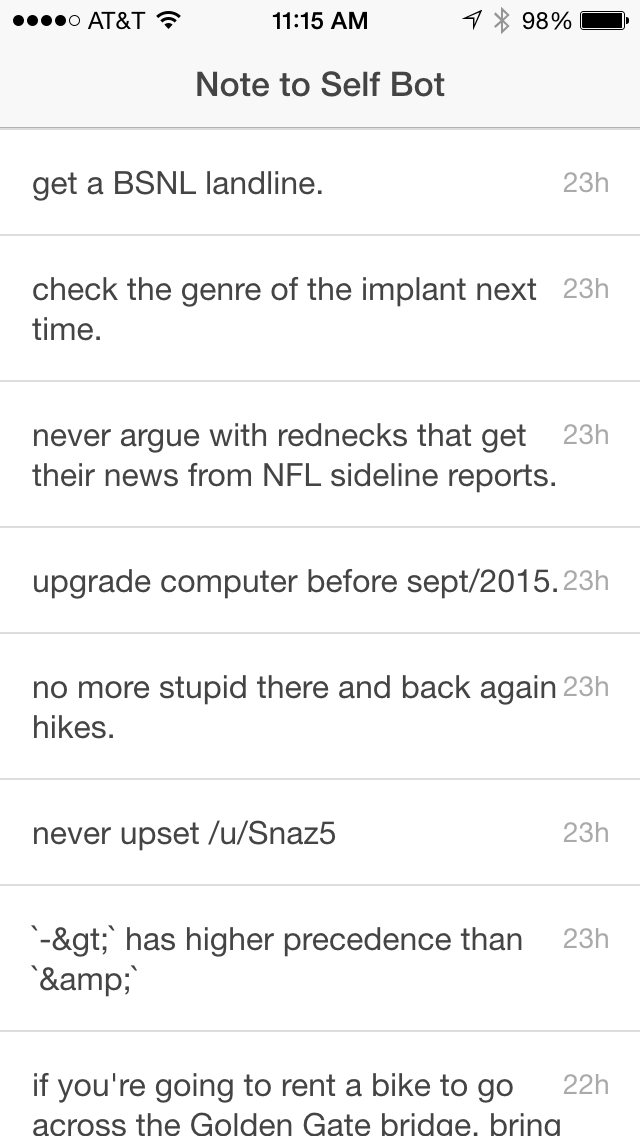 AT&T 11:15 AM 98%
Note to Self Bot
get a BSNL landline. 23h
check the genre of the implant next 23h
time.
never argue with rednecks that get 23h
their news from NFL sideline reports.
upgrade computer before sept/2015. 23h
no more stupid there and back again 23h
hikes.
never upset /u/Snaz5 23h
`-&gt;` has higher precedence than 23h
`&amp;`
if you're going to rent a bike to go 22h
across the Golden Gate bridge, bring